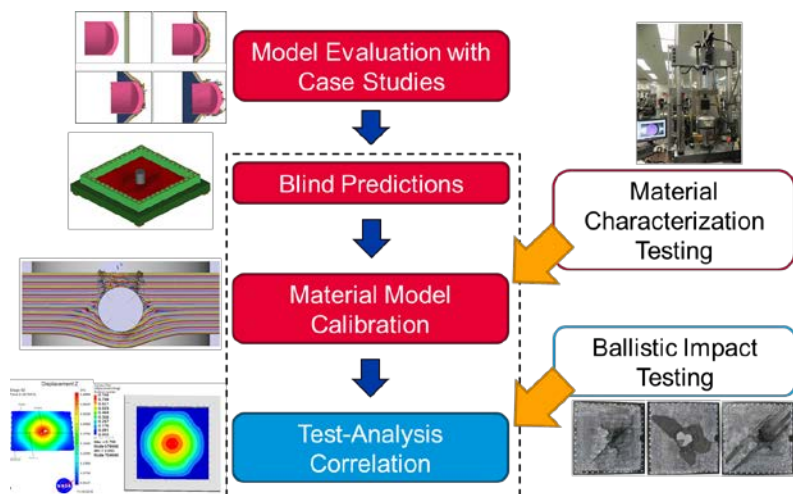 Model Evaluation with
Case Studies
Blind Predictions
Material
Characterization
Testing
Material Model
Calibration
Ballistic Impact
Testing
Displacement Z
Test-Analysis
Correlation